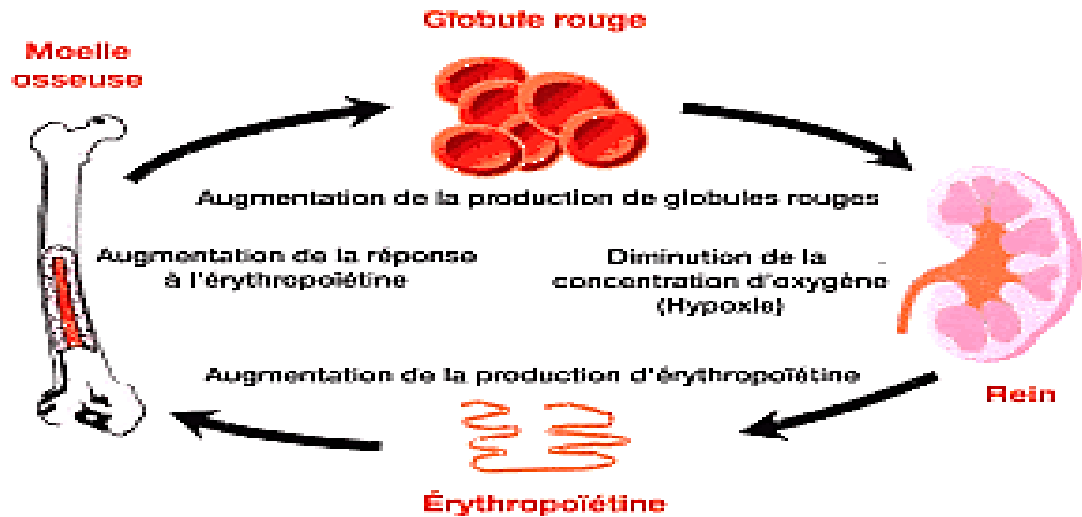 Globule rouge
Moelle
osseuse
Augmentation de la production de globules rouges
Augmentation de la réponse
à l'érythropoïétine
Diminution de la
concentration d'oxygène
(Hypoxie)
Augmentation de la production d'érythropoïétine
Rein
Érythropoïétine